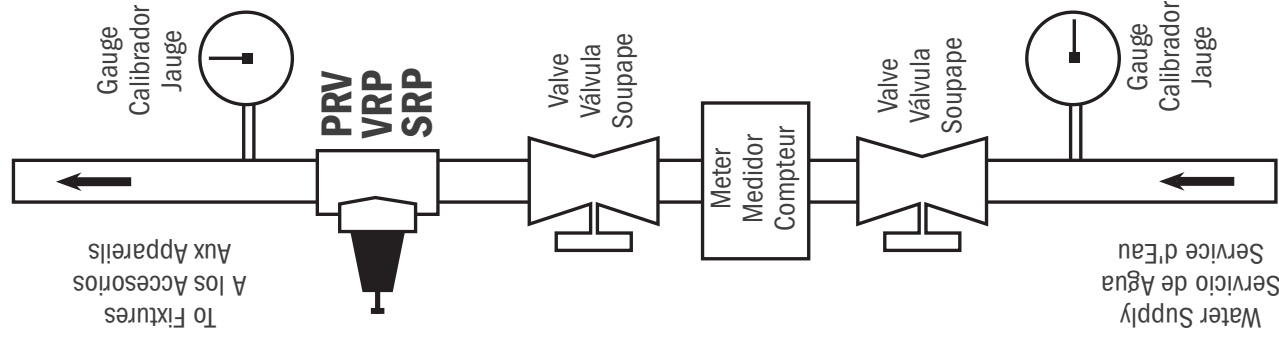 Gauge
Calibrador
Jauge
PRV
VRP
SRP
Valve
Válvula
Soupape
Meter
Medidor
Compteur
Valve
Válvula
Soupape
Gauge
Calibrador
Jauge
To Fixtures
A los Accesorios
Aux Appareils
Water Supply
Servicio de Agua
Service d'Eau